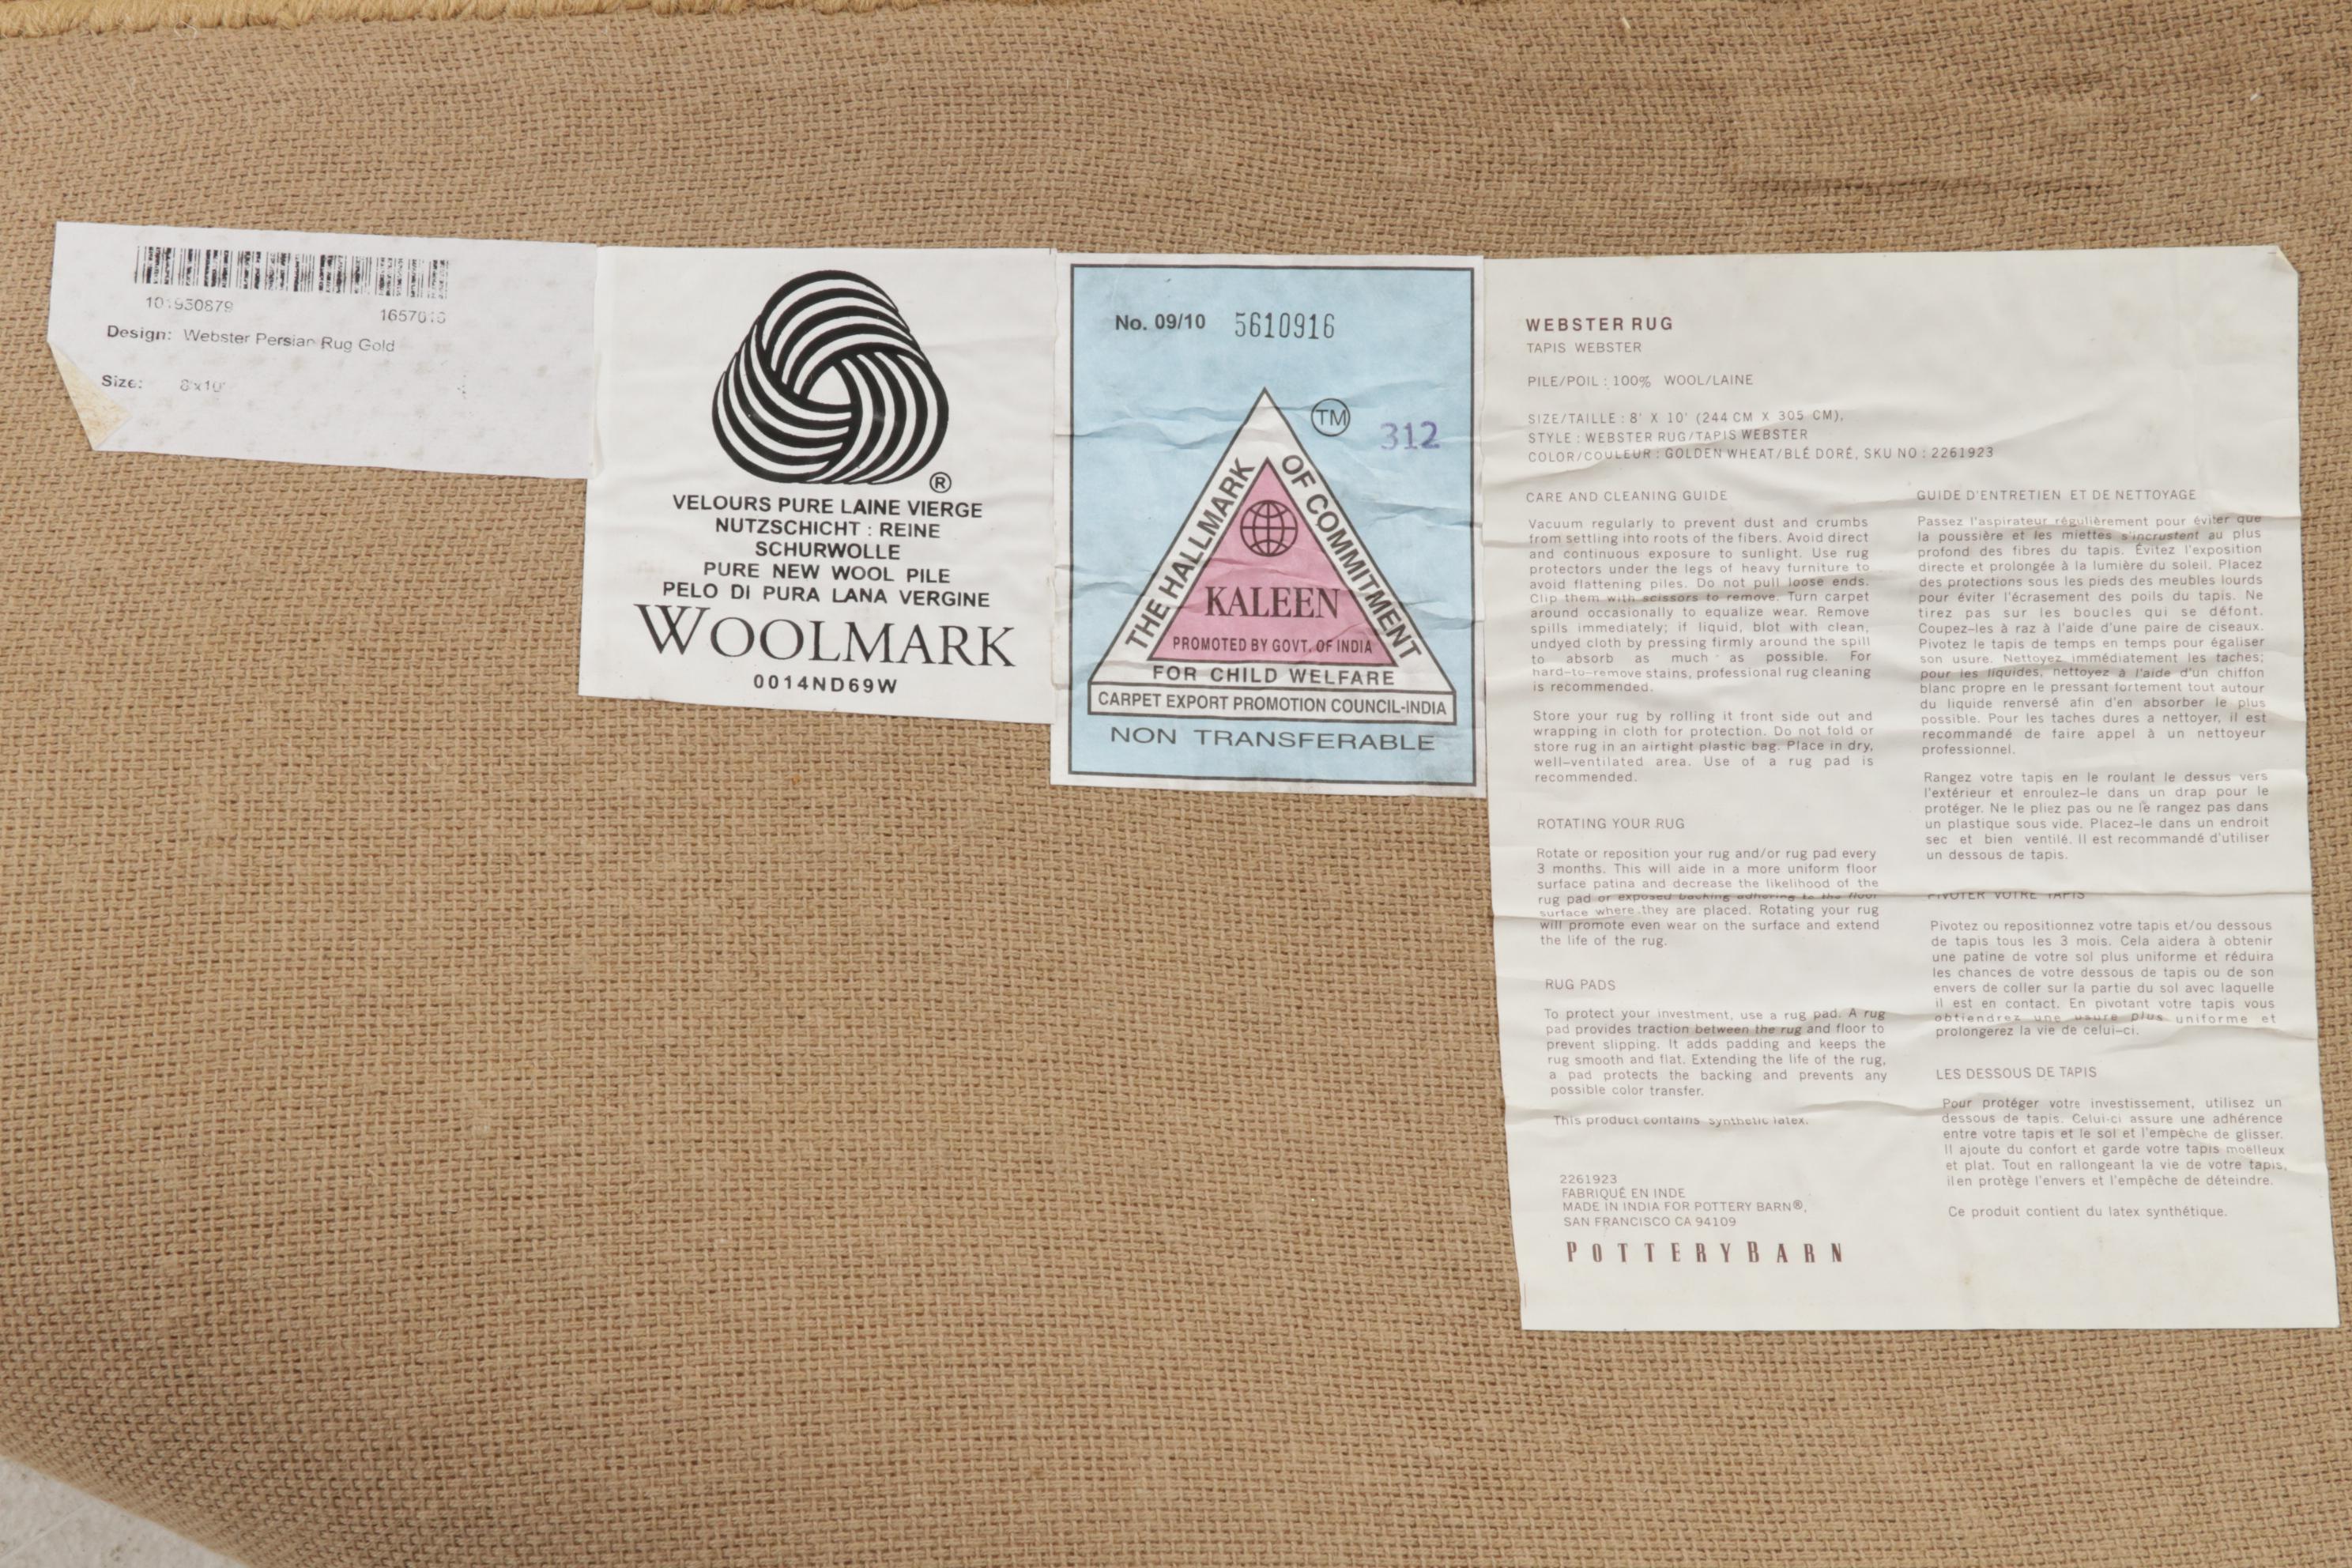 Design: Webster Persian Rug Gold
Size: 8'x10'
®
VELOURS PURE LAINE VIERGE
NUTZSCHICHT : REINE
SCHURWOLLE
PURE NEW WOOL PILE
PELO DI PURA LANA VERGINE
WOOLMARK
0014ND69W
No. 09/10 5610916
TM
312
THE HALLMARK OF COMMITMENT
KALEEN
PROMOTED BY GOVT. OF INDIA
FOR CHILD WELFARE
CARPET EXPORT PROMOTION COUNCIL-INDIA
NON TRANSFERABLE
WEBSTER RUG
TAPIS WEBSTER
PILE/POIL : 100% WOOL/LAINE
SIZE/TAILLE : 8' X 10' (244 CM X 305 CM),
STYLE : WEBSTER RUG/TAPIS WEBSTER
COLOR/COULEUR : GOLDEN WHEAT/BLÉ DORÉ, SKU NO : 2261923
CARE AND CLEANING GUIDE
Vacuum regularly to prevent dust and crumbs
from settling into roots of the fibers. Avoid direct
and continuous exposure to sunlight. Use rug
protectors under the legs of heavy furniture to
avoid flattening piles. Do not pull loose ends.
Clip them with scissors to remove. Turn carpet
around occasionally to equalize wear. Remove
spills immediately; if liquid, blot with clean,
undyed cloth by pressing firmly around the spill
to absorb as much as possible. For
hard-to-remove stains, professional rug cleaning
is recommended.
Store your rug by rolling it front side out and
wrapping in cloth for protection. Do not fold or
store rug in an airtight plastic bag. Place in dry,
well-ventilated area. Use of a rug pad is
recommended.
ROTATING YOUR RUG
Rotate or reposition your rug and/or rug pad every
3 months. This will aide in a more uniform floor
surface patina and decrease the likelihood of the
rug pad or exposed backing adhering to the floor
surface where they are placed. Rotating your rug
will promote even wear on the surface and extend
the life of the rug.
RUG PADS
To protect your investment, use a rug pad. A rug
pad provides traction between the rug and floor to
prevent slipping. It adds padding and keeps the
rug smooth and flat. Extending the life of the rug,
a pad protects the backing and prevents any
possible color transfer.
This product contains synthetic latex.
2261923
FABRIQUÉ EN INDE
MADE IN INDIA FOR POTTERY BARN®,
SAN FRANCISCO CA 94109
POTTERY BARN
GUIDE D'ENTRETIEN ET DE NETTOYAGE
Passez l'aspirateur régulièrement pour éviter que
la poussière et les miettes s'incrustent au plus
profond des fibres du tapis. Évitez l'exposition
directe et prolongée à la lumière du soleil. Placez
des protections sous les pieds des meubles lourds
pour éviter l'écrasement des poils du tapis. Ne
tirez pas sur les boucles qui se défont.
Coupez-les à raz à l'aide d'une paire de ciseaux.
Pivotez le tapis de temps en temps pour égaliser
son usure. Nettoyez immédiatement les taches;
pour les liquides, nettoyez à l'aide d'un chiffon
blanc propre en le pressant fortement tout autour
du liquide renversé afin d'en absorber le plus
possible. Pour les taches dures a nettoyer, il est
recommandé de faire appel à un nettoyeur
professionnel.
Rangez votre tapis en le roulant le dessus vers
l'extérieur et enroulez-le dans un drap pour le
protéger. Ne le pliez pas ou ne le rangez pas dans
un plastique sous vide. Placez-le dans un endroit
sec et bien ventilé. Il est recommandé d'utiliser
un dessous de tapis.
PIVOTER VOTRE TAPIS
Pivotez ou repositionnez votre tapis et/ou dessous
de tapis tous les 3 mois. Cela aidera à obtenir
une patine de votre sol plus uniforme et réduira
les chances de votre dessous de tapis ou de son
envers de coller sur la partie du sol avec laquelle
il est en contact. En pivotant votre tapis vous
obtiendrez une usure plus uniforme et
prolongerez la vie de celui-ci.
LES DESSOUS DE TAPIS
Pour protéger votre investissement, utilisez un
dessous de tapis. Celui-ci assure une adhérence
entre votre tapis et le sol et l'empêche de glisser.
Il ajoute du confort et garde votre tapis moelleux
et plat. Tout en rallongeant la vie de votre tapis,
il en protège l'envers et l'empêche de déteindre.
Ce produit contient du latex synthétique.